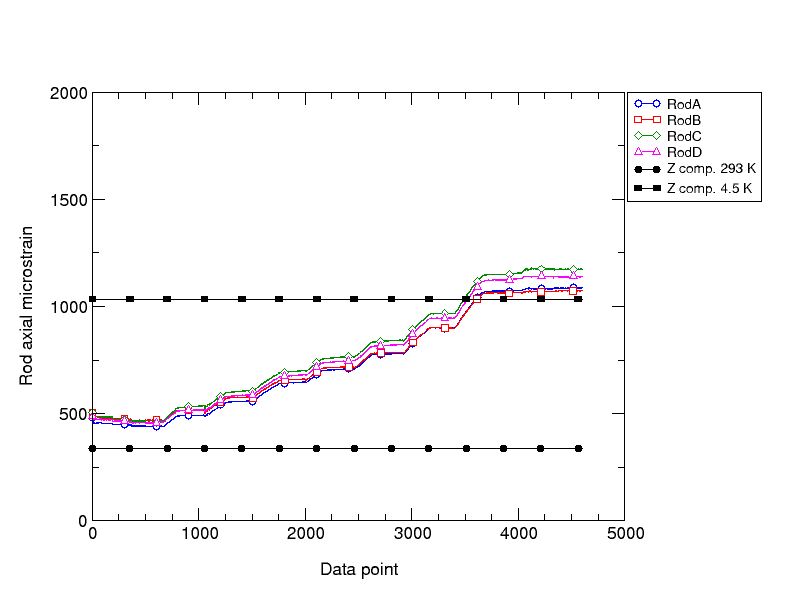 2000
1500
1000
500
0
Rod axial microstrain
0
1000
2000
3000
4000
5000
Data point
RodA
RodB
RodC
RodD
Z comp. 293 K
Z comp. 4.5 K